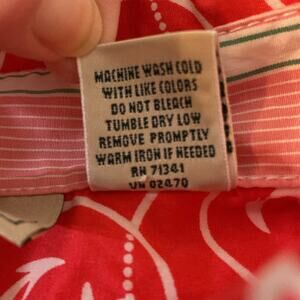 MACHINE WASH COLD
WITH LIKE COLORS
DO NOT BLEACH
TUMBLE DRY LOW
REMOVE PROMPTLY
WARM IRON IF NEEDED
RN 71341
VN 02470